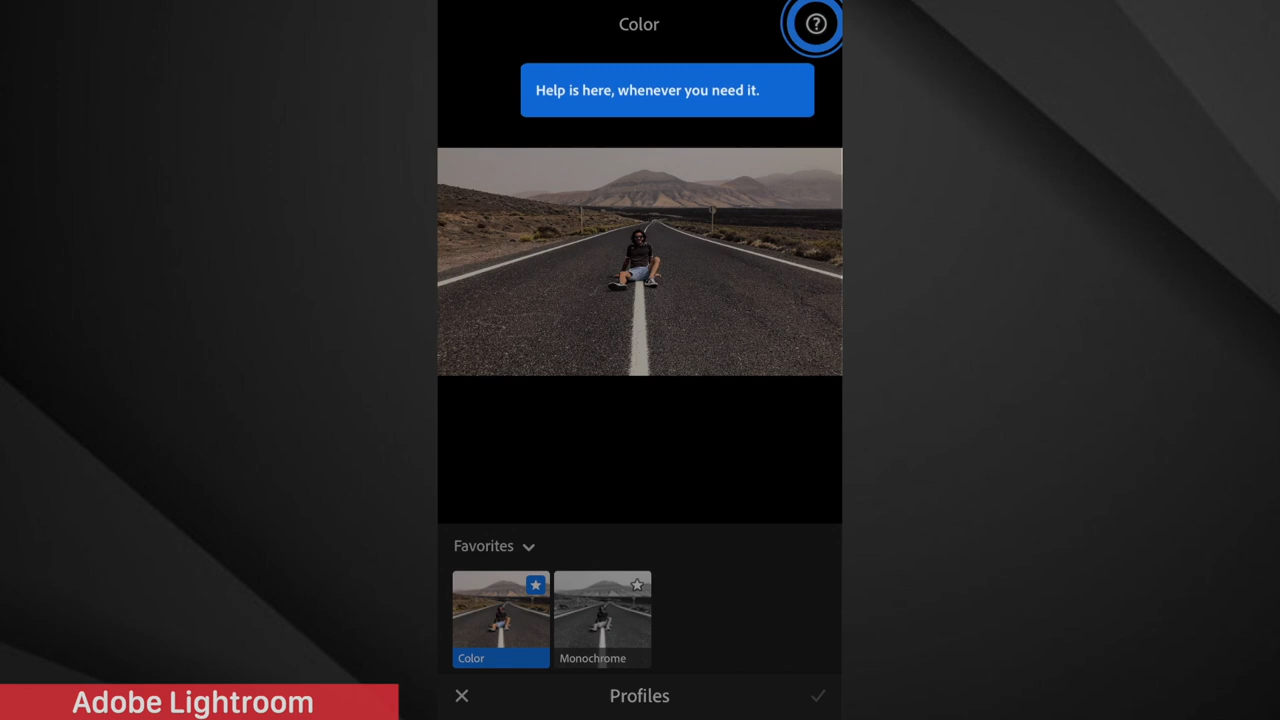 Color
Help is here, whenever you need it.
Favorites
Color
Monochrome
Profiles
Adobe Lightroom